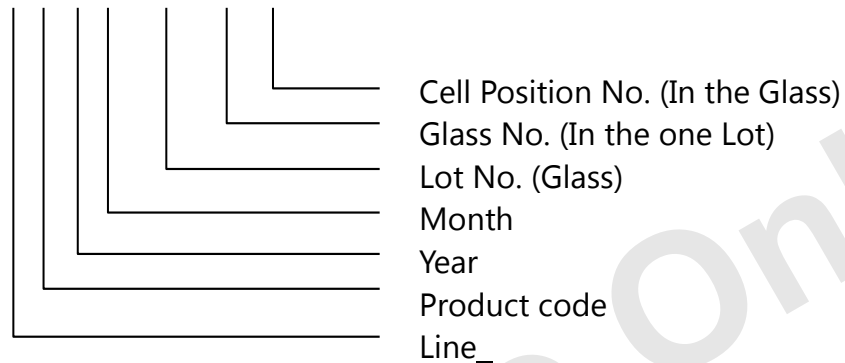 Cell Position No. (In the Glass)
Glass No. (In the one Lot)
Lot No. (Glass)
Month
Year
Product code
Line_